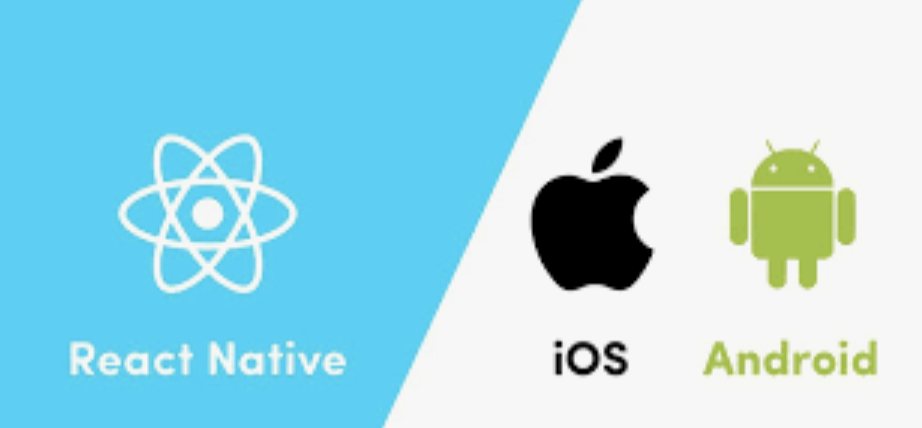 React Native
iOS
Android